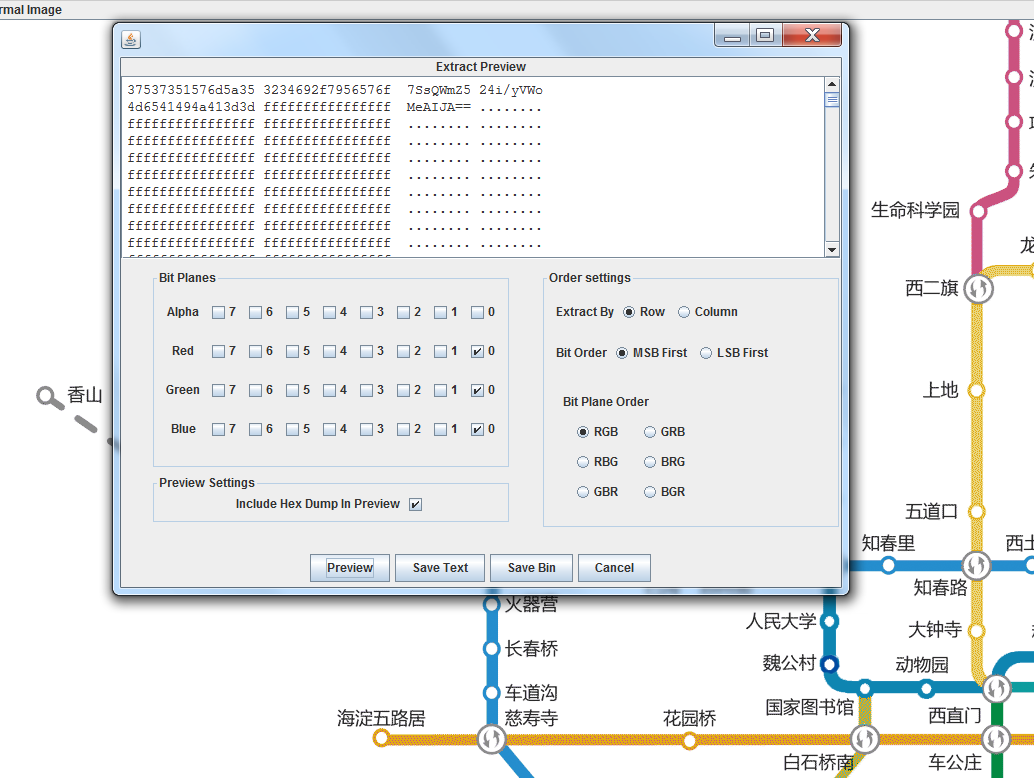 rmal Image
Extract Preview
37537351576d5a35 3234692f7956576f 7SsQWmZ5 24i/yVWo
4d6541494a413d3d ffffffffffffffff MeAIJA== ........
ffffffffffffffff ffffffffffffffff ........ ........
ffffffffffffffff ffffffffffffffff ........ ........
ffffffffffffffff ffffffffffffffff ........ ........
ffffffffffffffff ffffffffffffffff ........ ........
ffffffffffffffff ffffffffffffffff ........ ........
ffffffffffffffff ffffffffffffffff ........ ........
ffffffffffffffff ffffffffffffffff ........ ........
ffffffffffffffff ffffffffffffffff ........ ........
Bit Planes
Alpha 7 6 5 4 3 2 1 0
Red 7 6 5 4 3 2 1 0
Green 7 6 5 4 3 2 1 0
Blue 7 6 5 4 3 2 1 0
Preview Settings
Include Hex Dump In Preview
Order settings
Extract By Row Column
Bit Order MSB First LSB First
Bit Plane Order
RGB GRB
RBG BRG
GBR BGR
Preview Save Text Save Bin Cancel
香山
生命科学园
西二旗
上地
五道口
知春里
知春路
大钟寺
人民大学
魏公村
动物园
国家图书馆
西直门
白石桥南
车公庄
火器营
长春桥
车道沟
慈寿寺
海淀五路居
花园桥